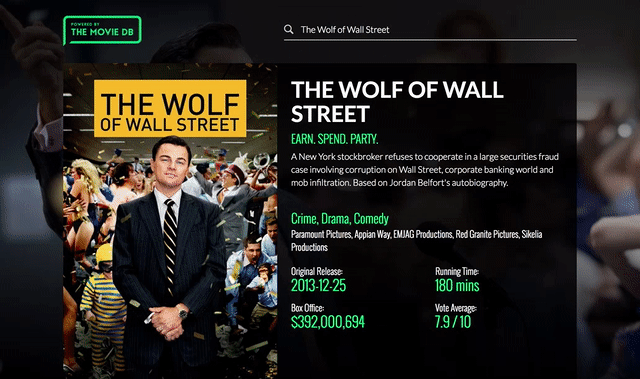 POWERED BY
THE MOVIE DB
The Wolf of Wall Street
THE WOLF
OF WALL STREET
THE WOLF OF WALL
STREET
EARN. SPEND. PARTY.
A New York stockbroker refuses to cooperate in a large securities fraud
case involving corruption on Wall Street, corporate banking world and
mob infiltration. Based on Jordan Belfort's autobiography.
Crime, Drama, Comedy
Paramount Pictures, Appian Way, EMJAG Productions, Red Granite Pictures, Sikelia
Productions
Original Release:
2013-12-25
Running Time:
180 mins
Box Office:
$392,000,694
Vote Average:
7.9 / 10